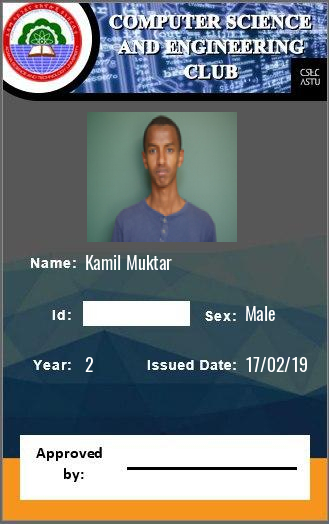 COMPUTER SCIENCE
AND ENGINEERING
CLUB
CSEC
ASTU
Name: Kamil Muktar
Id:
Sex: Male
Year: 2
Issued Date: 17/02/19
Approved
by: